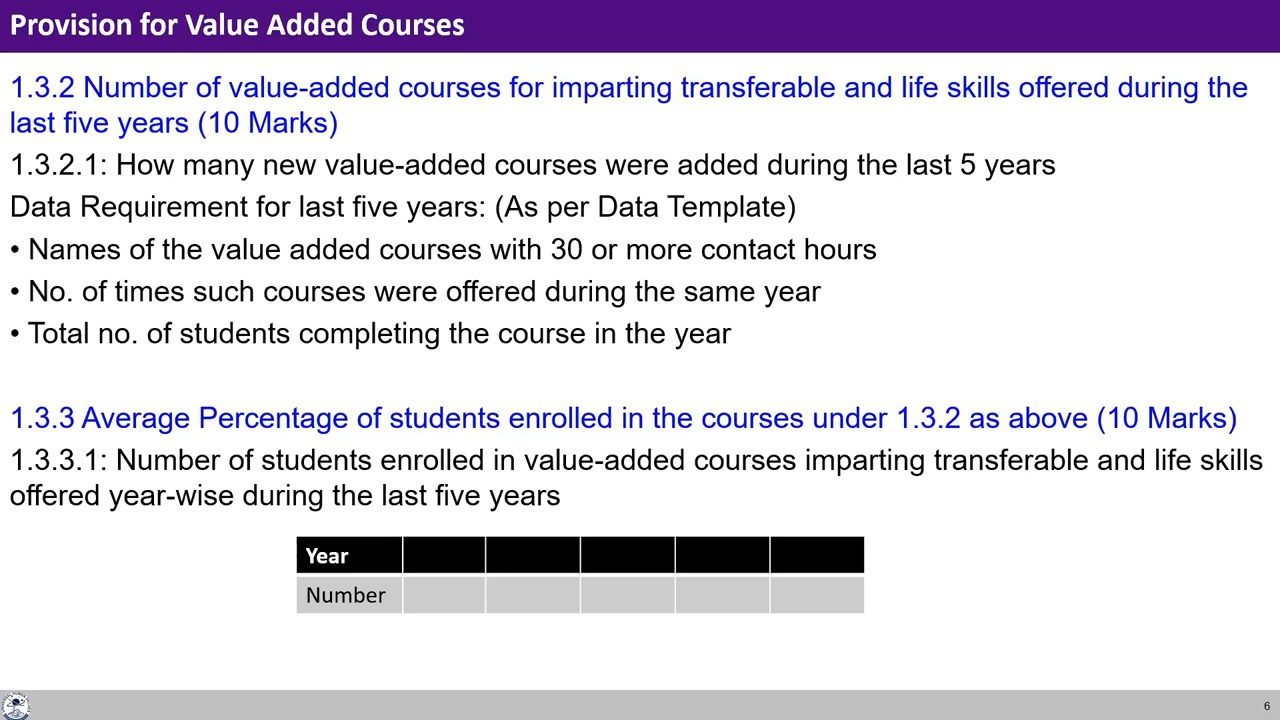 Provision for Value Added Courses
1.3.2 Number of value-added courses for imparting transferable and life skills offered during the
last five years (10 Marks)
1.3.2.1: How many new value-added courses were added during the last 5 years
Data Requirement for last five years: (As per Data Template)
• Names of the value added courses with 30 or more contact hours
• No. of times such courses were offered during the same year
• Total no. of students completing the course in the year
1.3.3 Average Percentage of students enrolled in the courses under 1.3.2 as above (10 Marks)
1.3.3.1: Number of students enrolled in value-added courses imparting transferable and life skills
offered year-wise during the last five years
Year
Number
6